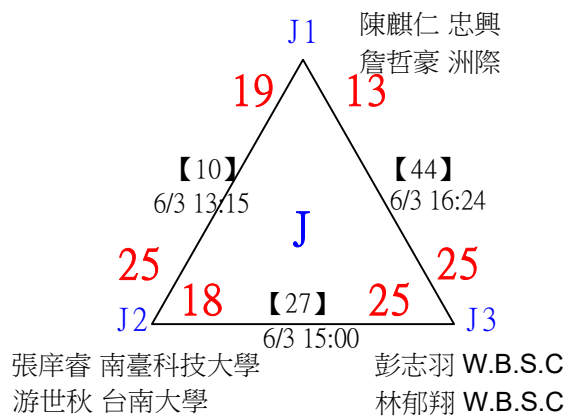 J1
陳麒仁 忠興
詹哲豪 洲際
19
13
【10】
6/3 13:15
【44】
6/3 16:24
J
25
25
18
【27】
25
J2
6/3 15:00
J3
張庠睿 南臺科技大學
彭志羽 W.B.S.C
游世秋 台南大學
林郁翔 W.B.S.C